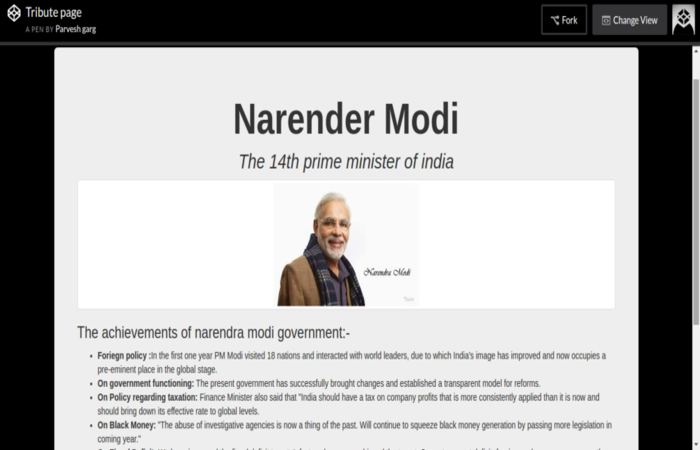 Tribute page
A PEN BY Parvesh garg
Fork
Change View
Narender Modi
The 14th prime minister of india
Narendra Modi
The achievements of narendra modi government:-
Foriegn policy :In the first one year PM Modi visited 18 nations and interacted with world leaders, due to which India's image has improved and now occupies a
pre-eminent place in the global stage.
On government functioning: The present government has successfully brought changes and established a transparent model for reforms.
On Policy regarding taxation: Finance Minister also said that "India should have a tax on company profits that is more consistently applied than it is now and
should bring down its effective rate to global levels.
On Black Money: "The abuse of investigative agencies is now a thing of the past. Will continue to squeeze black money generation by passing more legislation in
coming year."